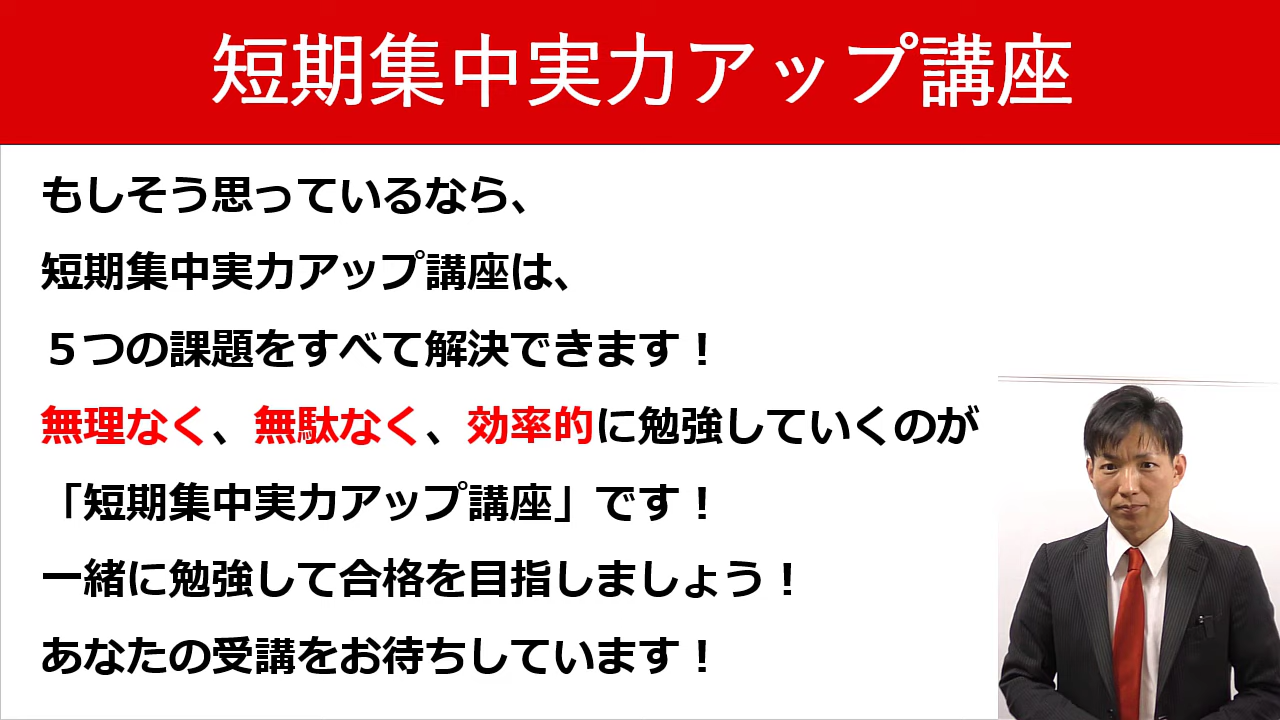 短期集中実力アップ講座
もしそう思っているなら、
短期集中実力アップ講座は、
５つの課題をすべて解決できます！
無理なく、無駄なく、効率的に勉強していくのが
「短期集中実力アップ講座」です！
一緒に勉強して合格を目指しましょう！
あなたの受講をお待ちしています！